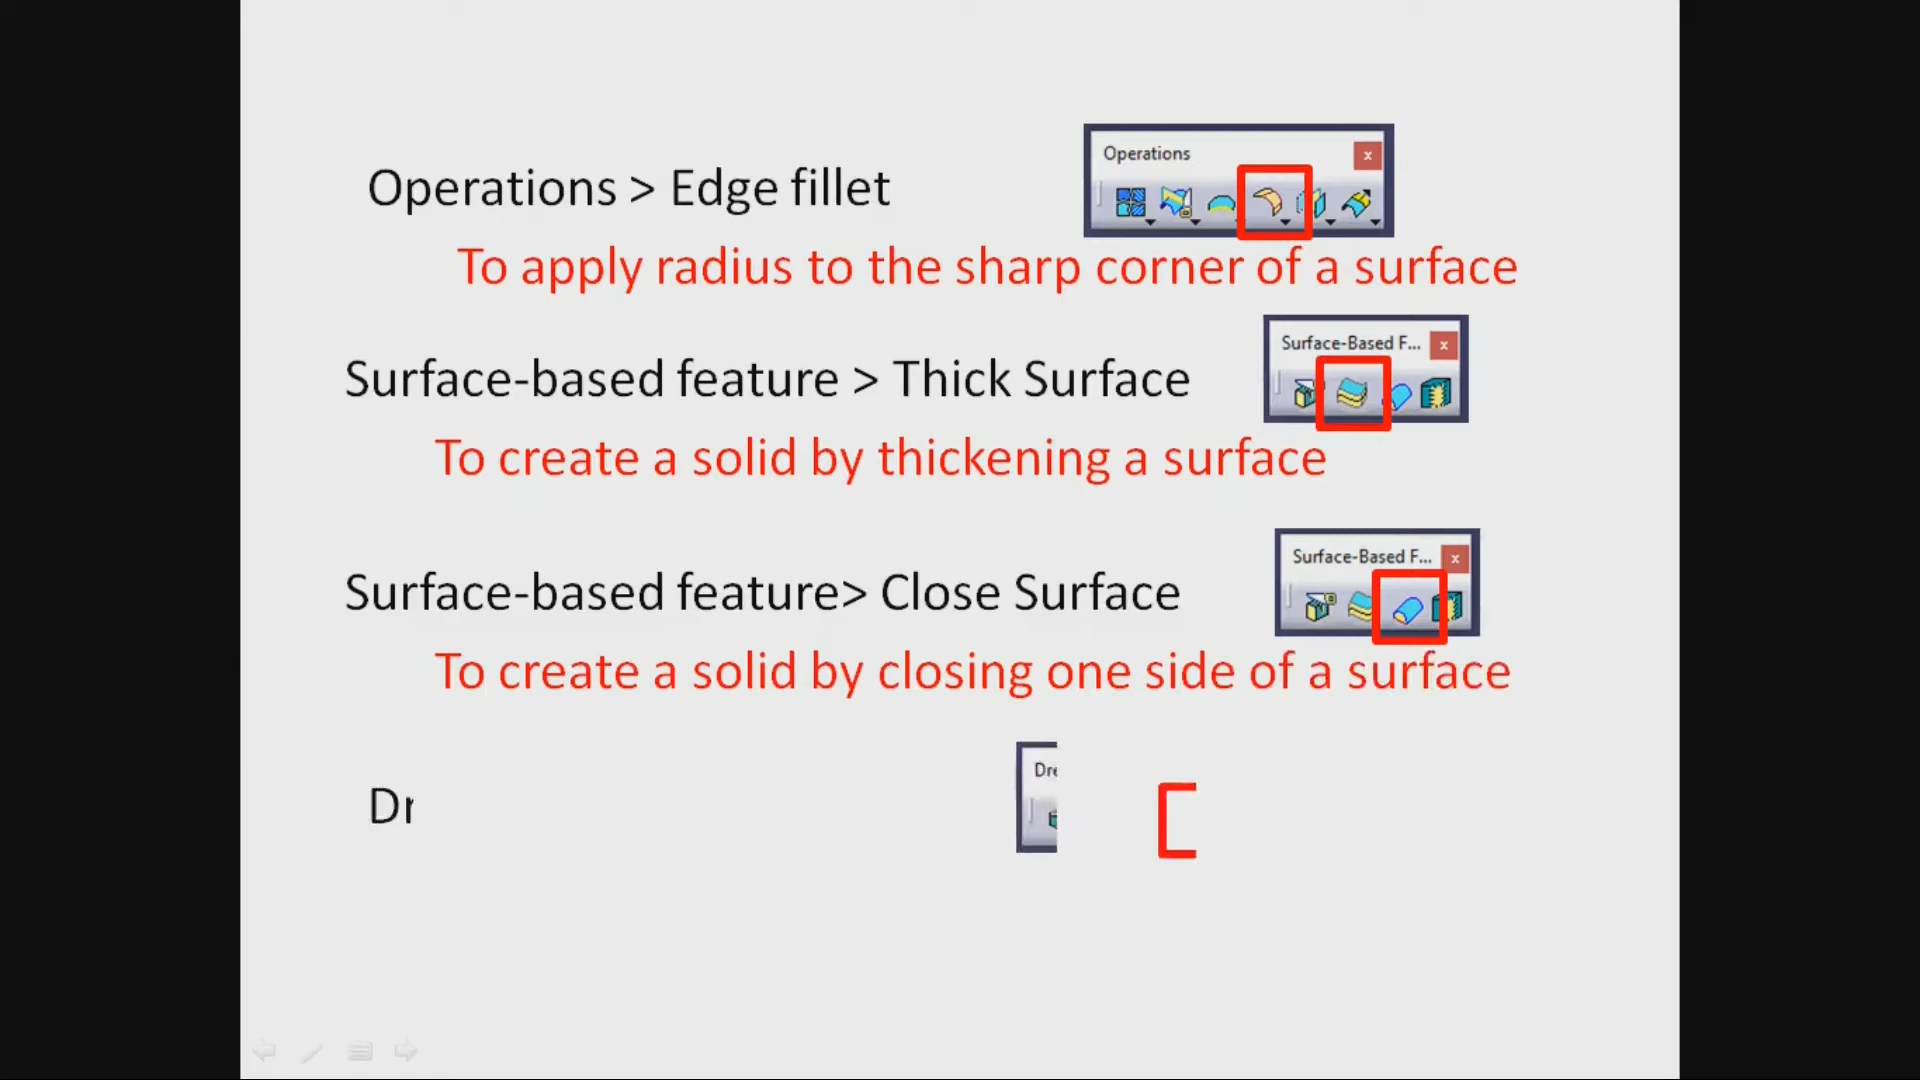 Operations
x
Operations > Edge fillet
To apply radius to the sharp corner of a surface
Surface-Based F...
x
Surface-based feature > Thick Surface
To create a solid by thickening a surface
Surface-Based F...
x
Surface-based feature> Close Surface
To create a solid by closing one side of a surface
Dre
Dr